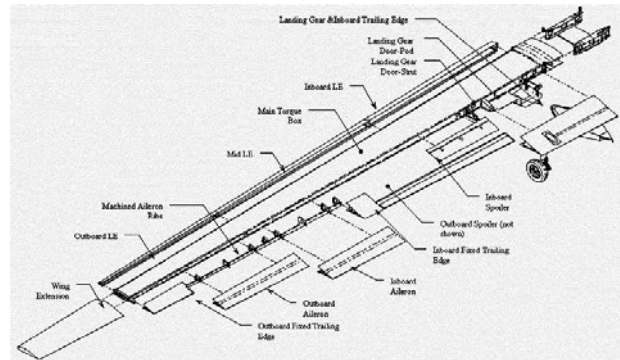 Landing Gear &Inboard Trailing Edge
Landing Gear
Door-Pod
Landing Gear
Door-Strut
Inboard LE
Main Torque
Box
Mid LE
Machined Aileron
Ribs
Outboard LE
Wing
Extension
Inboard
Spoiler
Outboard Spoiler (not
shown)
Inboard Fixed Trailing
Edge
Inboard
Aileron
Outboard
Aileron
Outboard Fixed Trailing
Edge